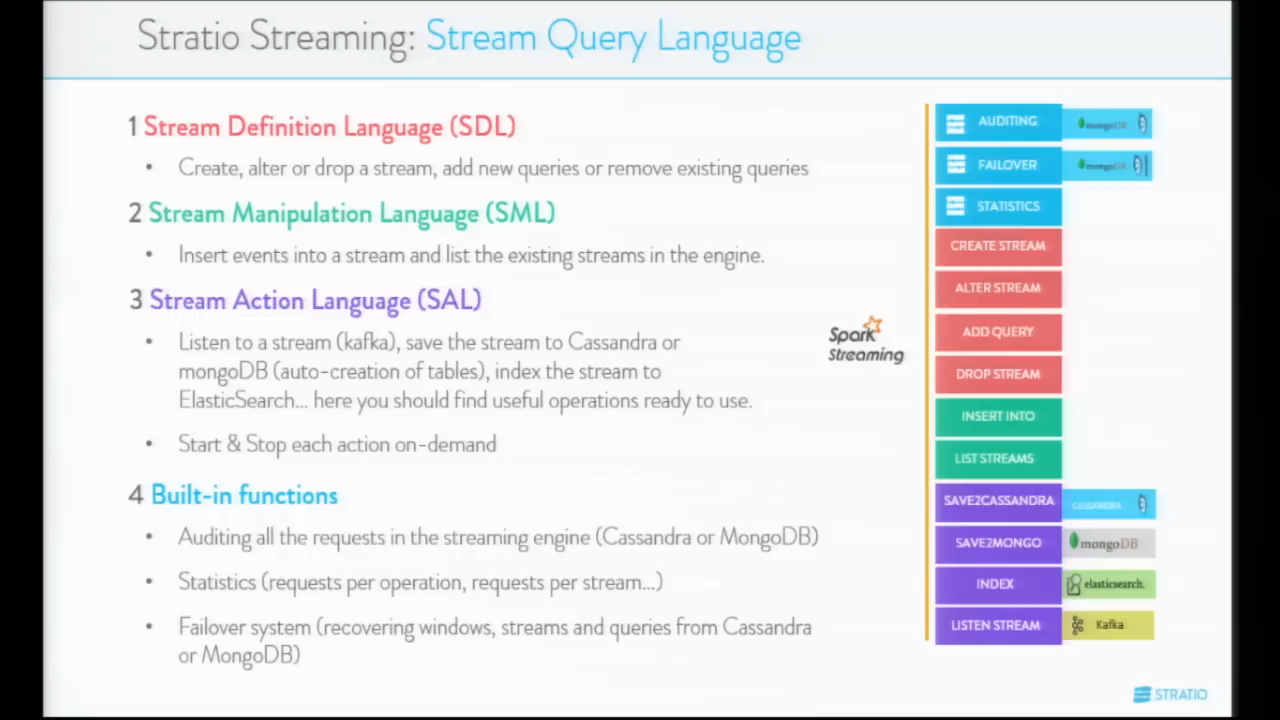 Stratio Streaming: Stream Query Language
1 Stream Definition Language (SDL)
• Create, alter or drop a stream, add new queries or remove existing queries
2 Stream Manipulation Language (SML)
• Insert events into a stream and list the existing streams in the engine.
3 Stream Action Language (SAL)
• Listen to a stream (kafka), save the stream to Cassandra or
mongoDB (auto-creation of tables), index the stream to
ElasticSearch... here you should find useful operations ready to use.
• Start & Stop each action on-demand
4 Built-in functions
• Auditing all the requests in the streaming engine (Cassandra or MongoDB)
• Statistics (requests per operation, requests per stream...)
• Failover system (recovering windows, streams and queries from Cassandra
or MongoDB)
Spark
Streaming
AUDITING mongoDB
FAILOVER mongoDB
STATISTICS
CREATE STREAM
ALTER STREAM
ADD QUERY
DROP STREAM
INSERT INTO
LIST STREAMS
SAVE2CASSANDRA CASSANDRA
SAVE2MONGO mongoDB
INDEX elasticsearch.
LISTEN STREAM Kafka
STRATIO